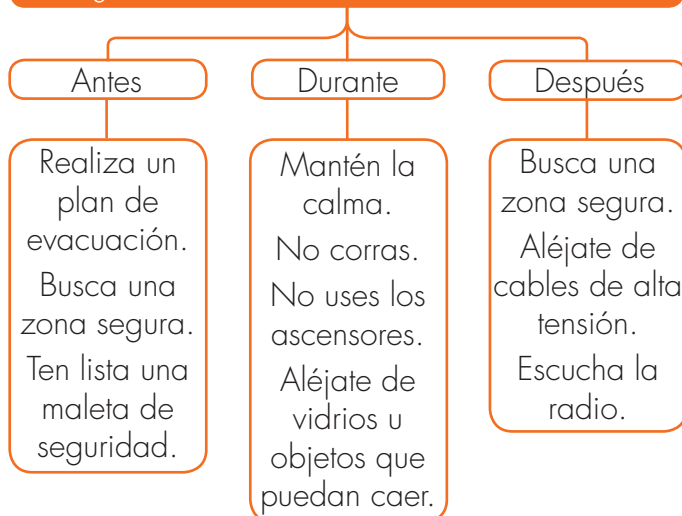 Antes
Durante
Después
Realiza un
plan de
evacuación.
Busca una
zona segura.
Ten lista una
maleta de
seguridad.
Mantén la
calma.
No corras.
No uses los
ascensores.
Aléjate de
vidrios u
objetos que
puedan caer.
Busca una
zona segura.
Aléjate de
cables de alta
tensión.
Escucha la
radio.